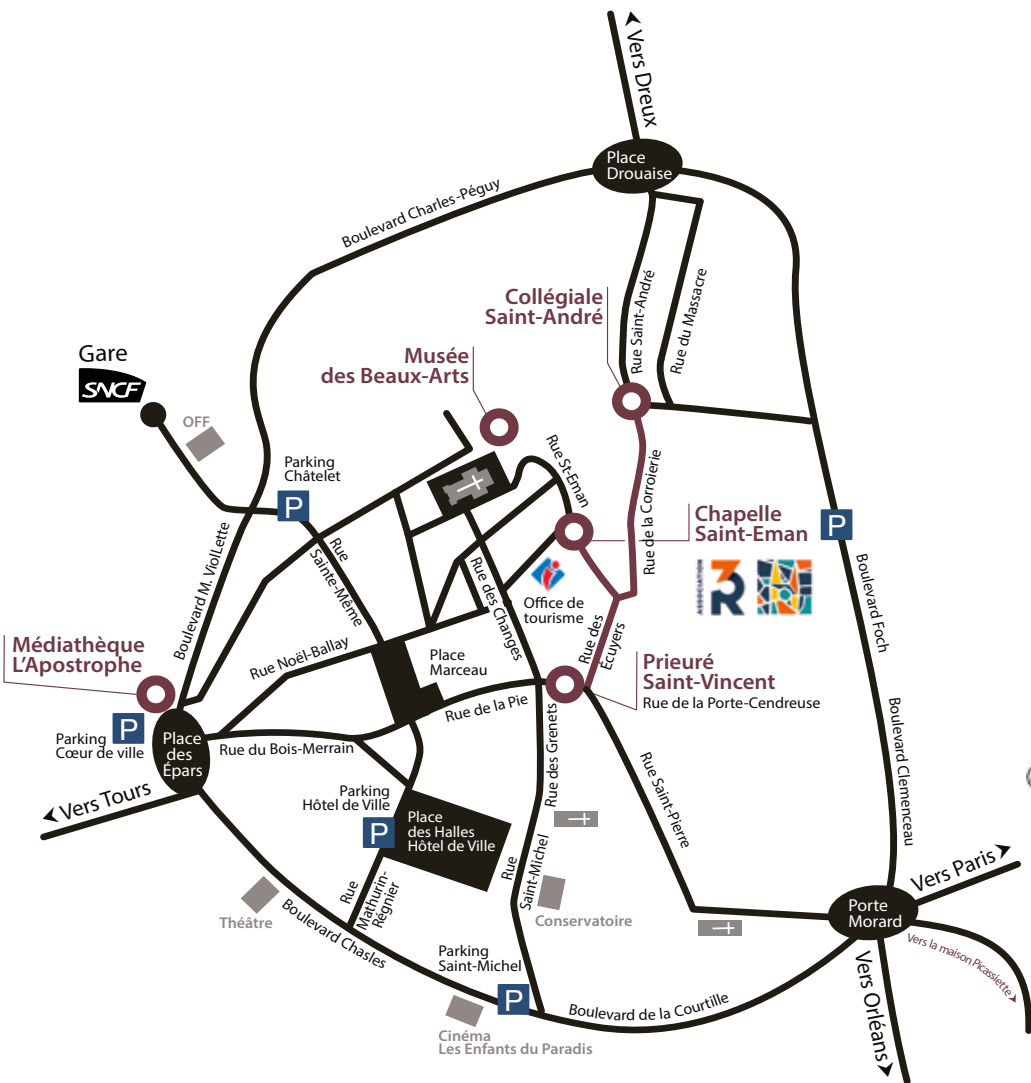 Vers Dreux
Place
Drouaise
Boulevard Charles-Péguy
Collégiale
Saint-André
Rue Saint-André
Rue du Massacre
Musée
des Beaux-Arts
Gare
SNCF
OFF
Parking
Châtelet
P
Rue St-Eman
Rue de la Corroierie
Chapelle
Saint-Eman
P
ASSOCIATION
3R
Boulevard M. ViolLette
Rue
Sainte-Même
Rue des Changes
Office de
tourisme
Rue des
Écuyers
Boulevard Foch
Médiathèque
L'Apostrophe
Rue Noël-Ballay
Place
Marceau
Prieuré
Saint-Vincent
Rue de la Porte-Cendreuse
Rue de la Pie
P
Parking
Cœur de ville
Place
des
Épars
Rue du Bois-Merrain
Rue des Grenets
Rue Saint-Pierre
Boulevard Clemenceau
Vers Tours
Parking
Hôtel de Ville
P
Place
des Halles
Hôtel de Ville
Rue
Mathurin-
Régnier
Rue
Saint-Michel
Théâtre
Boulevard Chasles
Conservatoire
Vers Paris
Porte
Morard
Vers la maison Picassiette
Parking
Saint-Michel
P
Boulevard de la Courtille
Vers Orléans
Cinéma
Les Enfants du Paradis